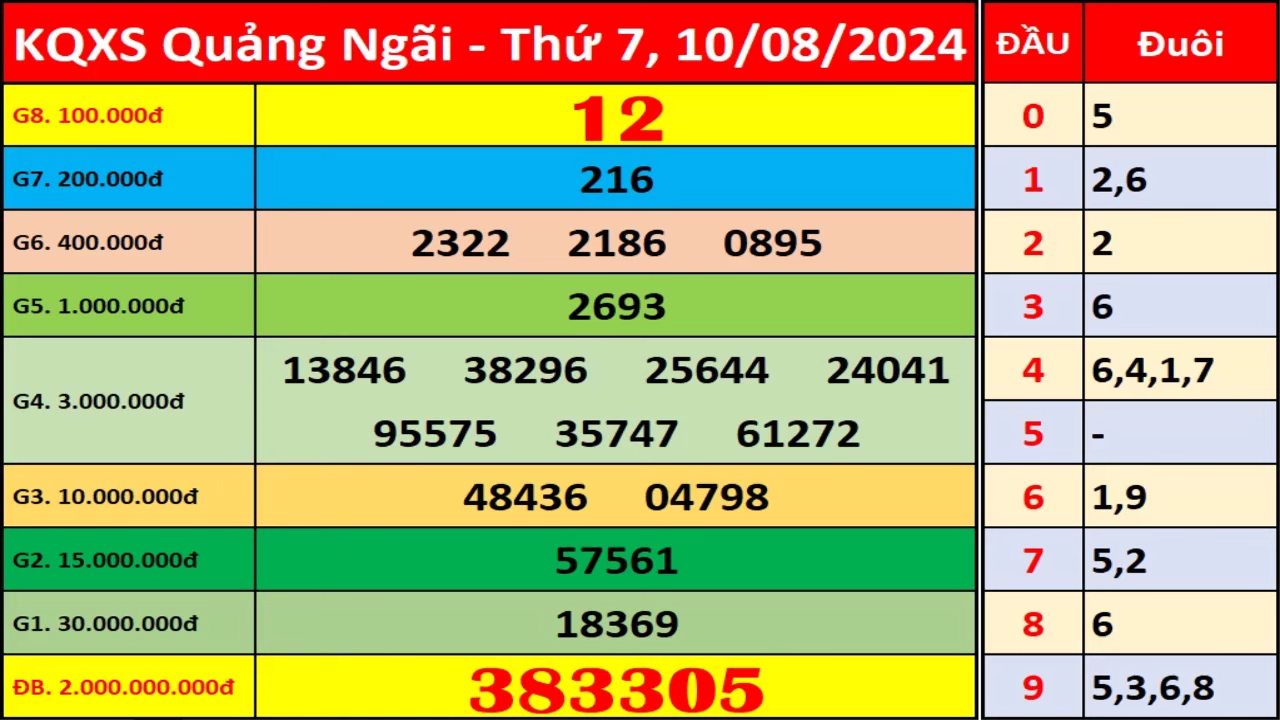 KQXS Quảng Ngãi - Thứ 7, 10/08/2024
G8. 100.000đ 12
G7. 200.000đ 216
G6. 400.000đ 2322 2186 0895
G5. 1.000.000đ 2693
G4. 3.000.000đ 13846 38296 25644 24041
95575 35747 61272
G3. 10.000.000đ 48436 04798
G2. 15.000.000đ 57561
G1. 30.000.000đ 18369
ĐB. 2.000.000.000đ 383305
ĐẦU Đuôi
0 5
1 2,6
2 2
3 6
4 6,4,1,7
5 -
6 1,9
7 5,2
8 6
9 5,3,6,8